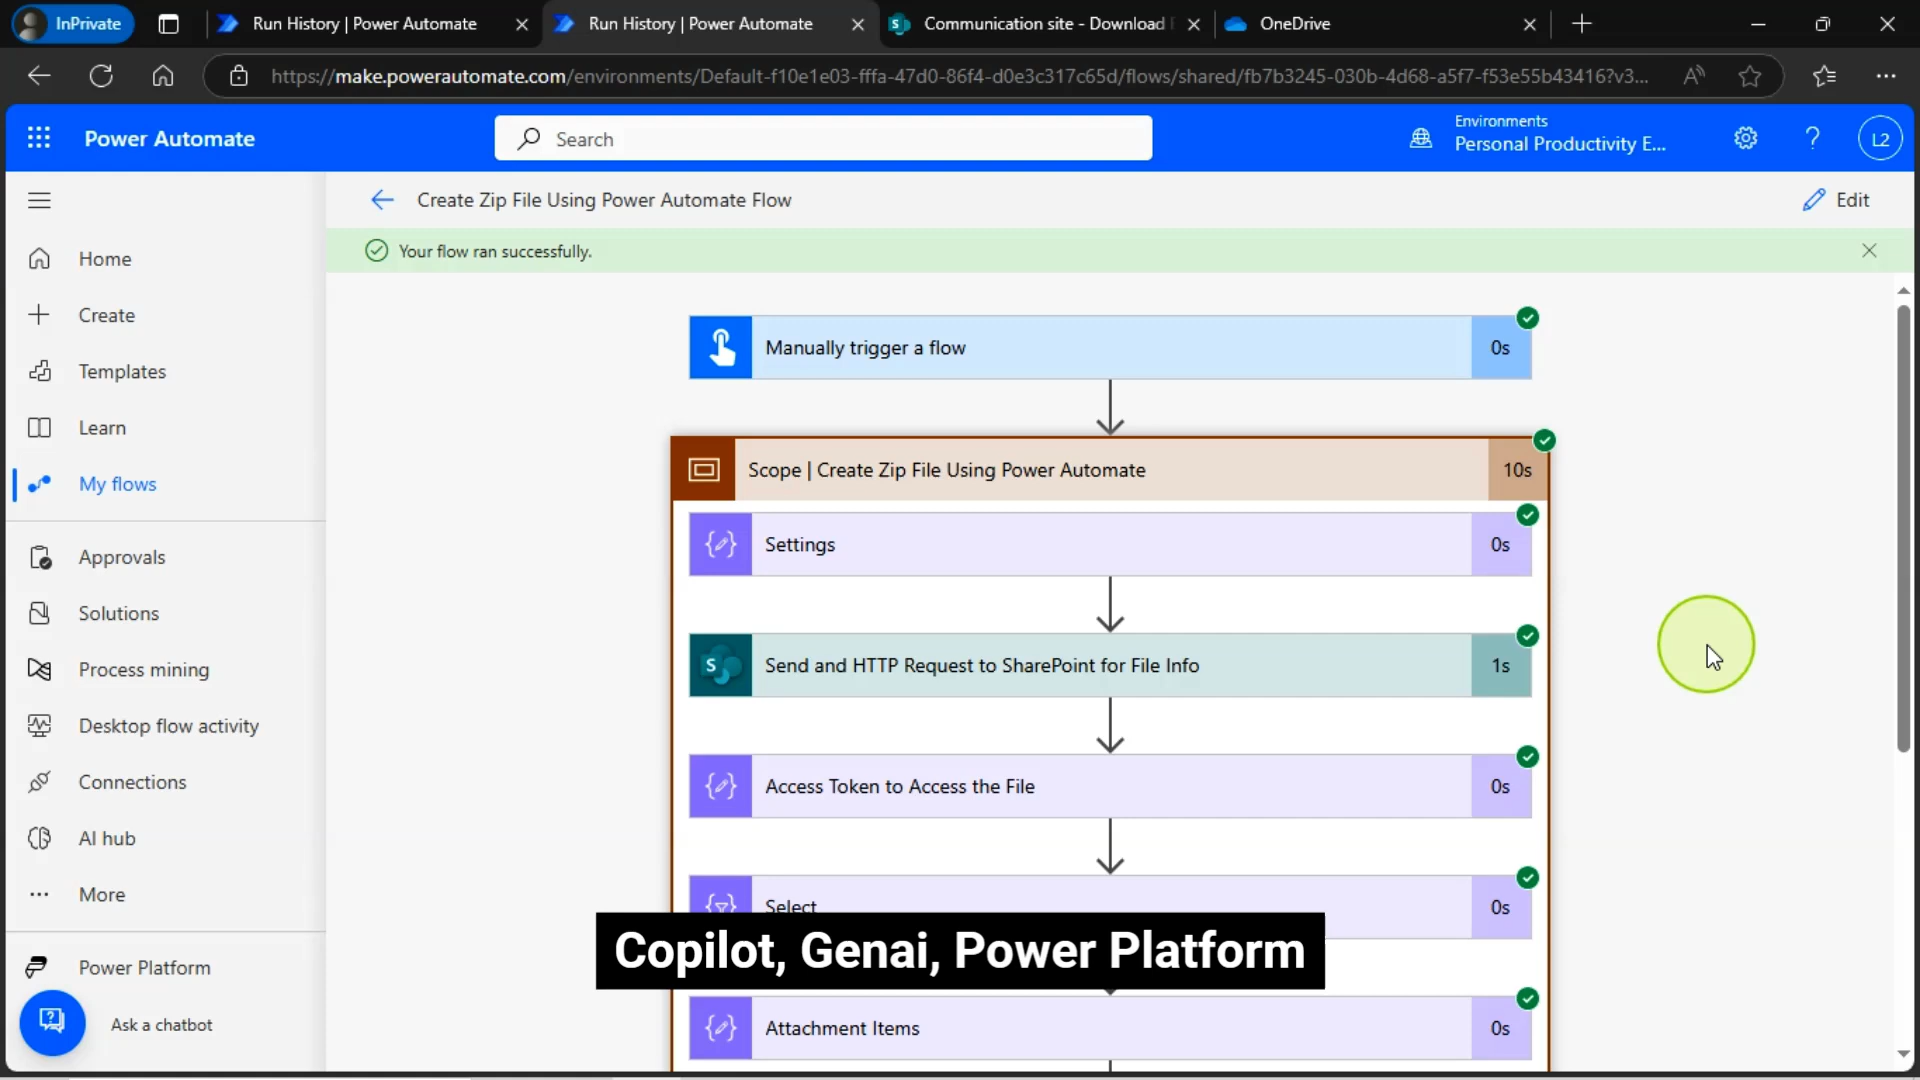 InPrivate
Run History | Power Automate
Run History | Power Automate
Communication site - Download
OneDrive
https://make.powerautomate.com/environments/Default-f10e1e03-fffa-47d0-86f4-d0e3c317c65d/flows/shared/fb7b3245-030b-4d68-a5f7-f53e55b43416?v3...
Power Automate
Search
Environments
Personal Productivity E...
L2
Create Zip File Using Power Automate Flow
Edit
Your flow ran successfully.
Home
Create
Templates
Learn
My flows
Approvals
Solutions
Process mining
Desktop flow activity
Connections
AI hub
More
Power Platform
Ask a chatbot
Manually trigger a flow
0s
Scope | Create Zip File Using Power Automate
10s
Settings
0s
Send and HTTP Request to SharePoint for File Info
1s
Access Token to Access the File
0s
Select
0s
Copilot, Genai, Power Platform
Attachment Items
0s